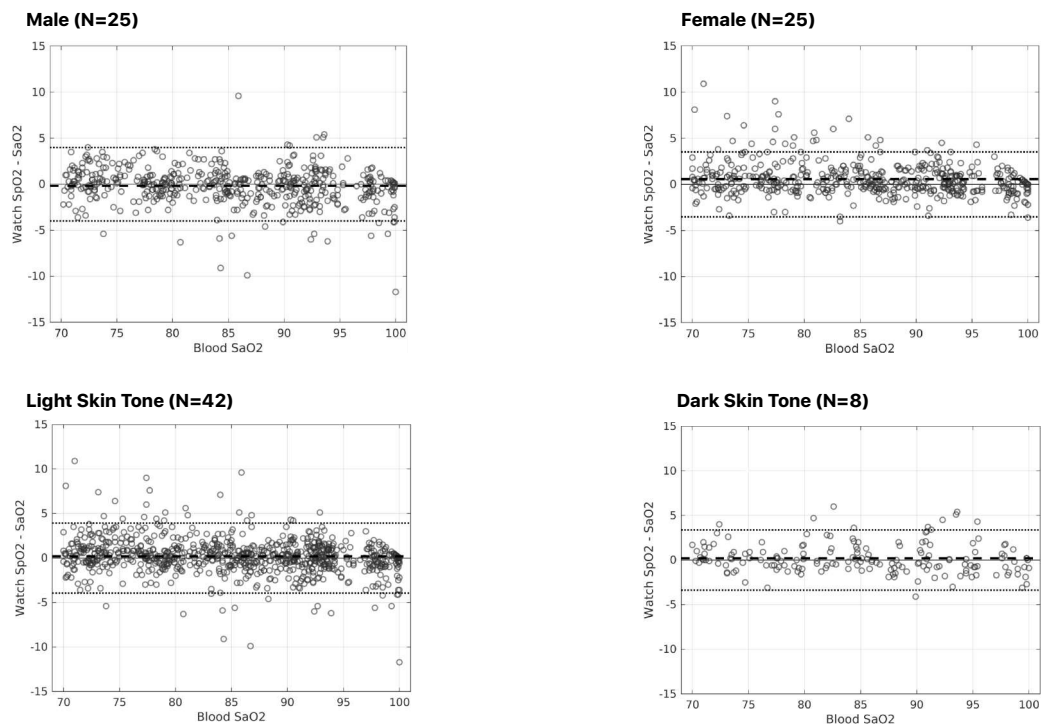 Male (N=25)
15
10
5
0
-5
-10
-15
Watch SpO2 - SaO2
70 75 80 85 90 95 100
Blood SaO2
Female (N=25)
15
10
5
0
-5
-10
-15
Watch SpO2 - SaO2
70 75 80 85 90 95 100
Blood SaO2
Light Skin Tone (N=42)
15
10
5
0
-5
-10
-15
Watch SpO2 - SaO2
70 75 80 85 90 95 100
Blood SaO2
Dark Skin Tone (N=8)
15
10
5
0
-5
-10
-15
Watch SpO2 - SaO2
70 75 80 85 90 95 100
Blood SaO2